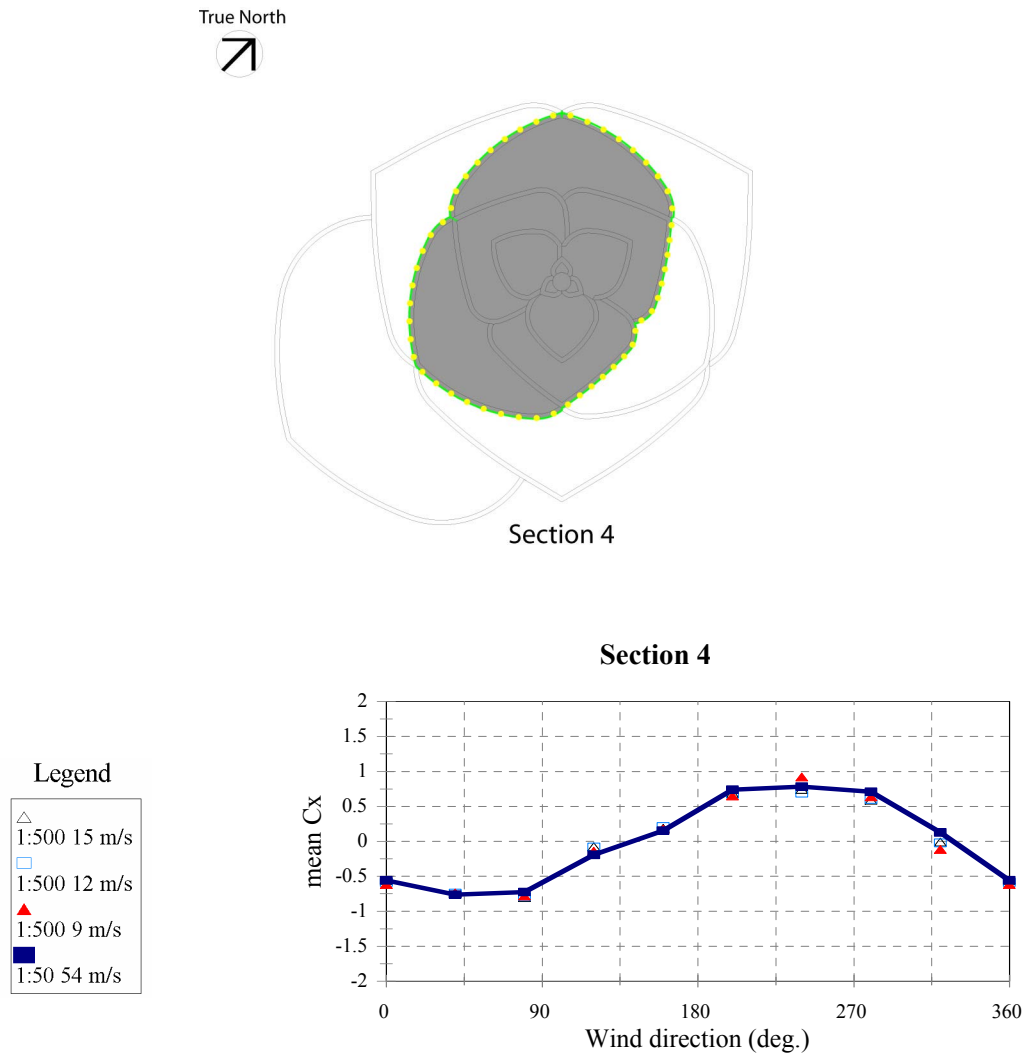 True North
Section 4
Section 4
Legend
1:500 15 m/s
1:500 12 m/s
1:500 9 m/s
1:50 54 m/s
mean Cx
2
1.5
1
0.5
0
-0.5
-1
-1.5
-2
0 90 180 270 360
Wind direction (deg.)